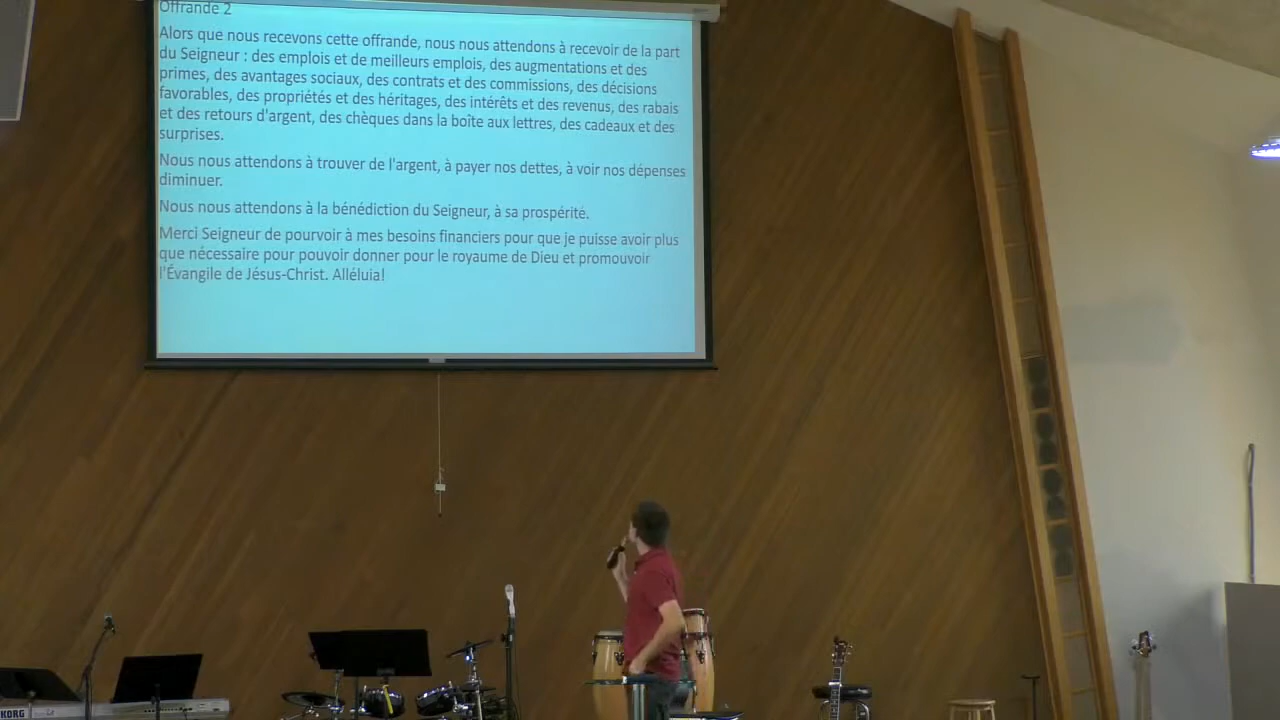 Offrande 2
Alors que nous recevons cette offrande, nous nous attendons à recevoir de la part
du Seigneur : des emplois et de meilleurs emplois, des augmentations et des
primes, des avantages sociaux, des contrats et des commissions, des décisions
favorables, des propriétés et des héritages, des intérêts et des revenus, des rabais
et des retours d'argent, des chèques dans la boîte aux lettres, des cadeaux et des
surprises.
Nous nous attendons à trouver de l'argent, à payer nos dettes, à voir nos dépenses
diminuer.
Nous nous attendons à la bénédiction du Seigneur, à sa prospérité.
Merci Seigneur de pourvoir à mes besoins financiers pour que je puisse avoir plus
que nécessaire pour pouvoir donner pour le royaume de Dieu et promouvoir
l'Évangile de Jésus-Christ. Alléluia!
KORG